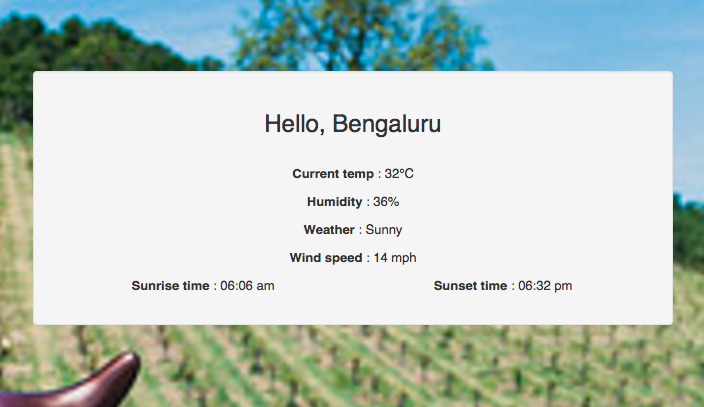 Hello, Bengaluru
Current temp : 32°C
Humidity : 36%
Weather : Sunny
Wind speed : 14 mph
Sunrise time : 06:06 am Sunset time : 06:32 pm